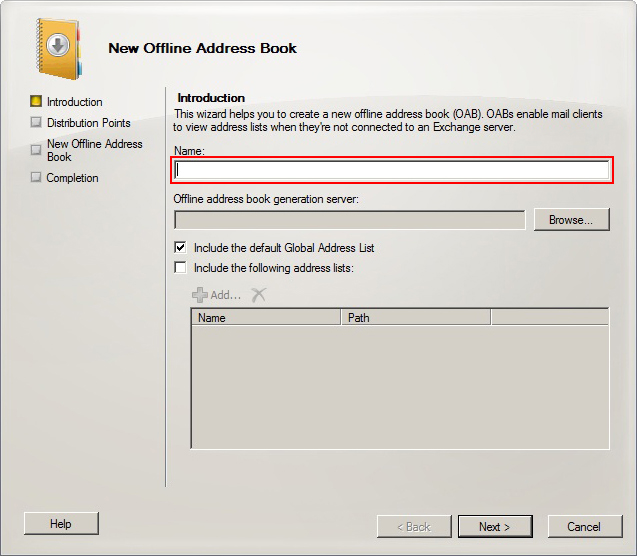 New Offline Address Book
Introduction
Distribution Points
New Offline Address
Book
Completion
Introduction
This wizard helps you to create a new offline address book (OAB). OABs enable mail clients
to view address lists when they're not connected to an Exchange server.
Name:
Offline address book generation server:
Browse...
Include the default Global Address List
Include the following address lists:
Add...
Name Path
Help
< Back Next > Cancel